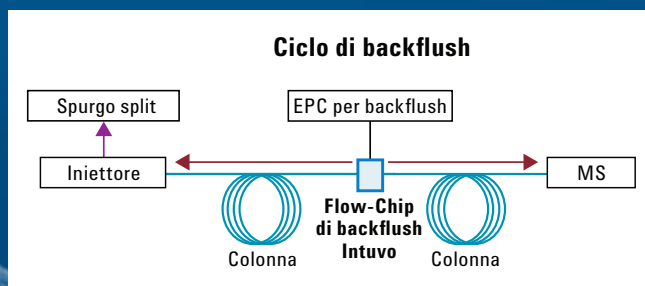 Ciclo di backflush
Spurgo split
EPC per backflush
Iniettore
MS
Flow-Chip
di backflush
Intuvo
Colonna
Colonna